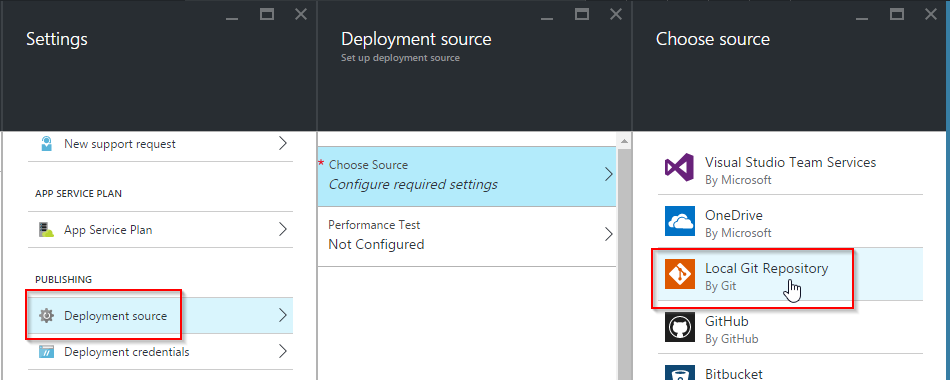 Settings
New support request
APP SERVICE PLAN
App Service Plan
PUBLISHING
Deployment source
Deployment credentials
Deployment source
Set up deployment source
* Choose Source
Configure required settings
Performance Test
Not Configured
Choose source
Visual Studio Team Services
By Microsoft
OneDrive
By Microsoft
Local Git Repository
By Git
GitHub
By GitHub
Bitbucket